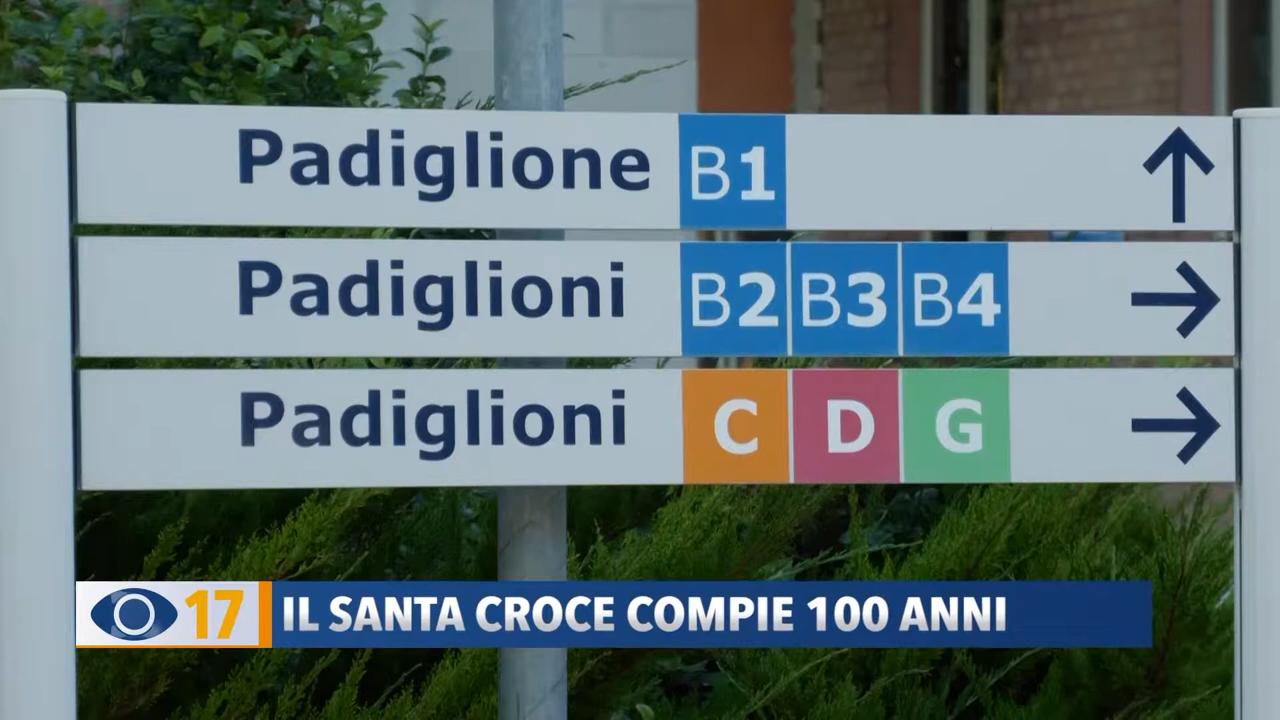 Padiglione B1
Padiglioni B2 B3 B4
Padiglioni C D G
17 IL SANTA CROCE COMPIE 100 ANNI